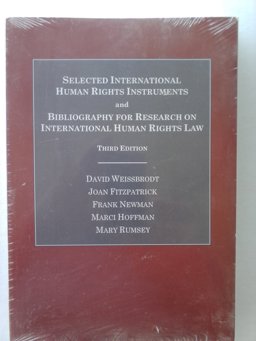 SELECTED INTERNATIONAL
HUMAN RIGHTS INSTRUMENTS
and
BIBLIOGRAPHY FOR RESEARCH ON
INTERNATIONAL HUMAN RIGHTS LAW
THIRD EDITION
DAVID WEISSBRODT
JOAN FITZPATRICK
FRANK NEWMAN
MARCI HOFFMAN
MARY RUMSEY